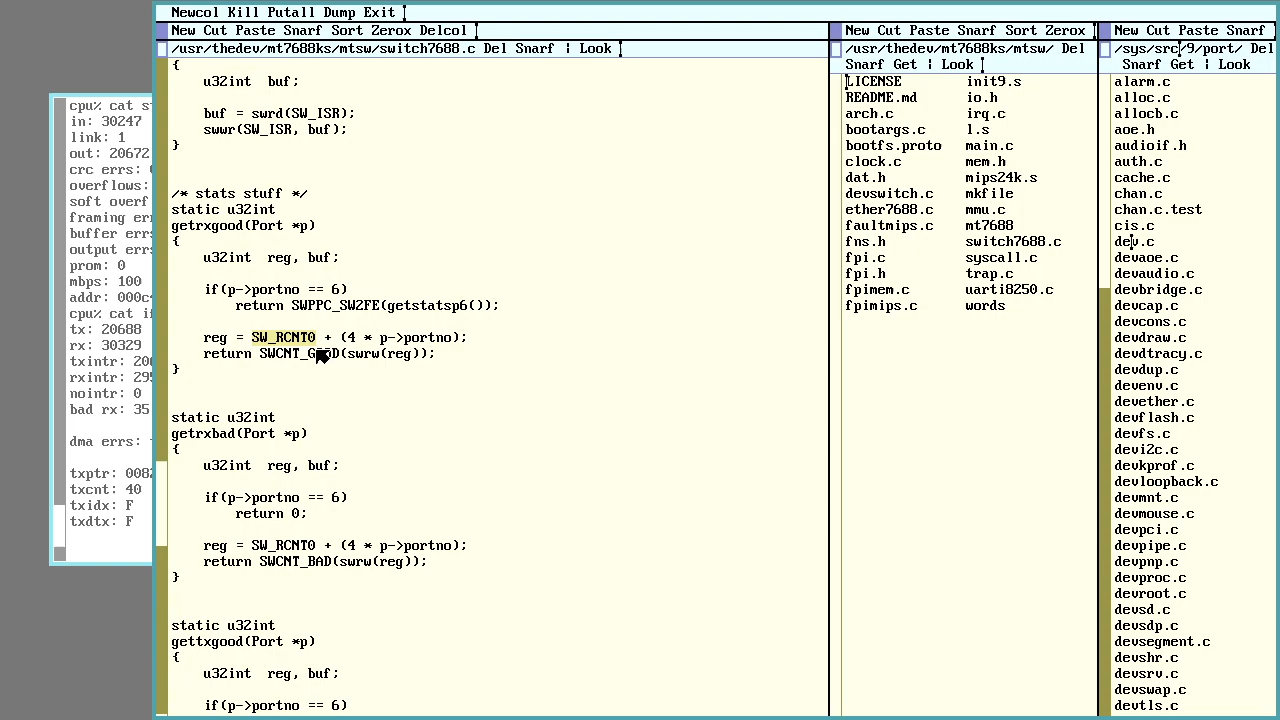 Newcol Kill Putall Dump Exit
New Cut Paste Snarf Sort Zerox Delcol
/usr/thedev/mt7688ks/mtsw/switch7688.c Del Snarf | Look
{
u32int buf;
buf = swrd(SW_ISR);
swwr(SW_ISR, buf);
}
/* stats stuff */
static u32int
getrxgood(Port *p)
{
u32int reg, buf;
if(p->portno == 6)
return SWPPC_SW2FE(getstatsp6());
reg = SW_RCNT0 + (4 * p->portno);
return SWCNT_GOOD(swrw(reg));
}
static u32int
getrxbad(Port *p)
{
u32int reg, buf;
if(p->portno == 6)
return 0;
reg = SW_RCNT0 + (4 * p->portno);
return SWCNT_BAD(swrw(reg));
}
static u32int
gettxgood(Port *p)
{
u32int reg, buf;
if(p->portno == 6)
New Cut Paste Snarf Sort Zerox
/usr/thedev/mt7688ks/mtsw/ Del
Snarf Get | Look
LICENSE init9.s
README.md io.h
arch.c irq.c
bootargs.c l.s
bootfs.proto main.c
clock.c mem.h
dat.h mips24k.s
devswitch.c mkfile
ether7688.c mmu.c
faultmips.c mt7688
fns.h switch7688.c
fpi.c syscall.c
fpi.h trap.c
fpimem.c uarti8250.c
fpimips.c words
New Cut Paste Snarf
/sys/src/9/port/ Del
Snarf Get | Look
alarm.c
alloc.c
allocb.c
aoe.h
audioif.h
auth.c
cache.c
chan.c
chan.c.test
cis.c
dev.c
devaoe.c
devaudio.c
devbridge.c
devcap.c
devcons.c
devdraw.c
devdtracy.c
devdup.c
devenv.c
devether.c
devflash.c
devfs.c
devi2c.c
devkprof.c
devloopback.c
devmnt.c
devmouse.c
devpci.c
devpipe.c
devpnp.c
devproc.c
devroot.c
devsd.c
devsdp.c
devsegment.c
devshr.c
devsrv.c
devswap.c
devtls.c
cpu% cat
in: 30247
link: 1
out: 20672
crc errs:
overflows:
soft overf
framing err
buffer errs
output errs
prom: 0
mbps: 100
addr: 000c
cpu% cat
tx: 20688
rx: 30329
txintr: 20
rxintr: 29
nointr: 0
bad rx: 35
dma errs:
txptr: 008
txcnt: 40
txidx: F
txdtx: F